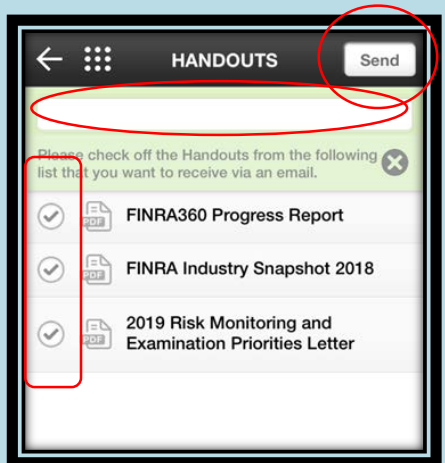 HANDOUTS
Send
Please check off the Handouts from the following
list that you want to receive via an email.
PDF
FINRA360 Progress Report
PDF
FINRA Industry Snapshot 2018
PDF
2019 Risk Monitoring and
Examination Priorities Letter